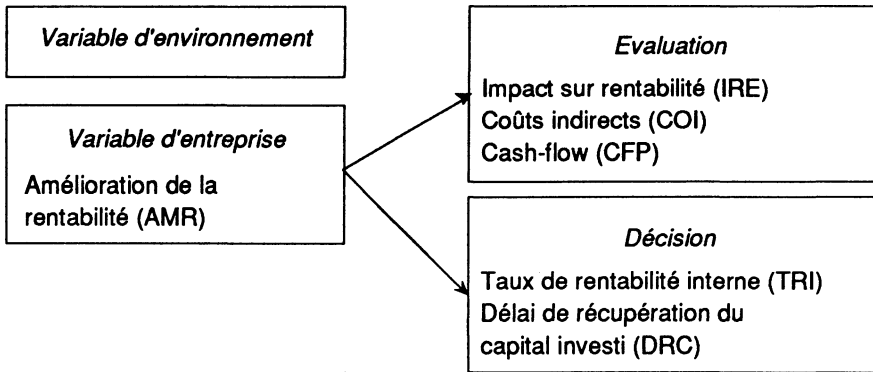 Variable d'environnement
Variable d'entreprise
Amélioration de la
rentabilité (AMR)
Evaluation
Impact sur rentabilité (IRE)
Coûts indirects (COI)
Cash-flow (CFP)
Décision
Taux de rentabilité interne (TRI)
Délai de récupération du
capital investi (DRC)